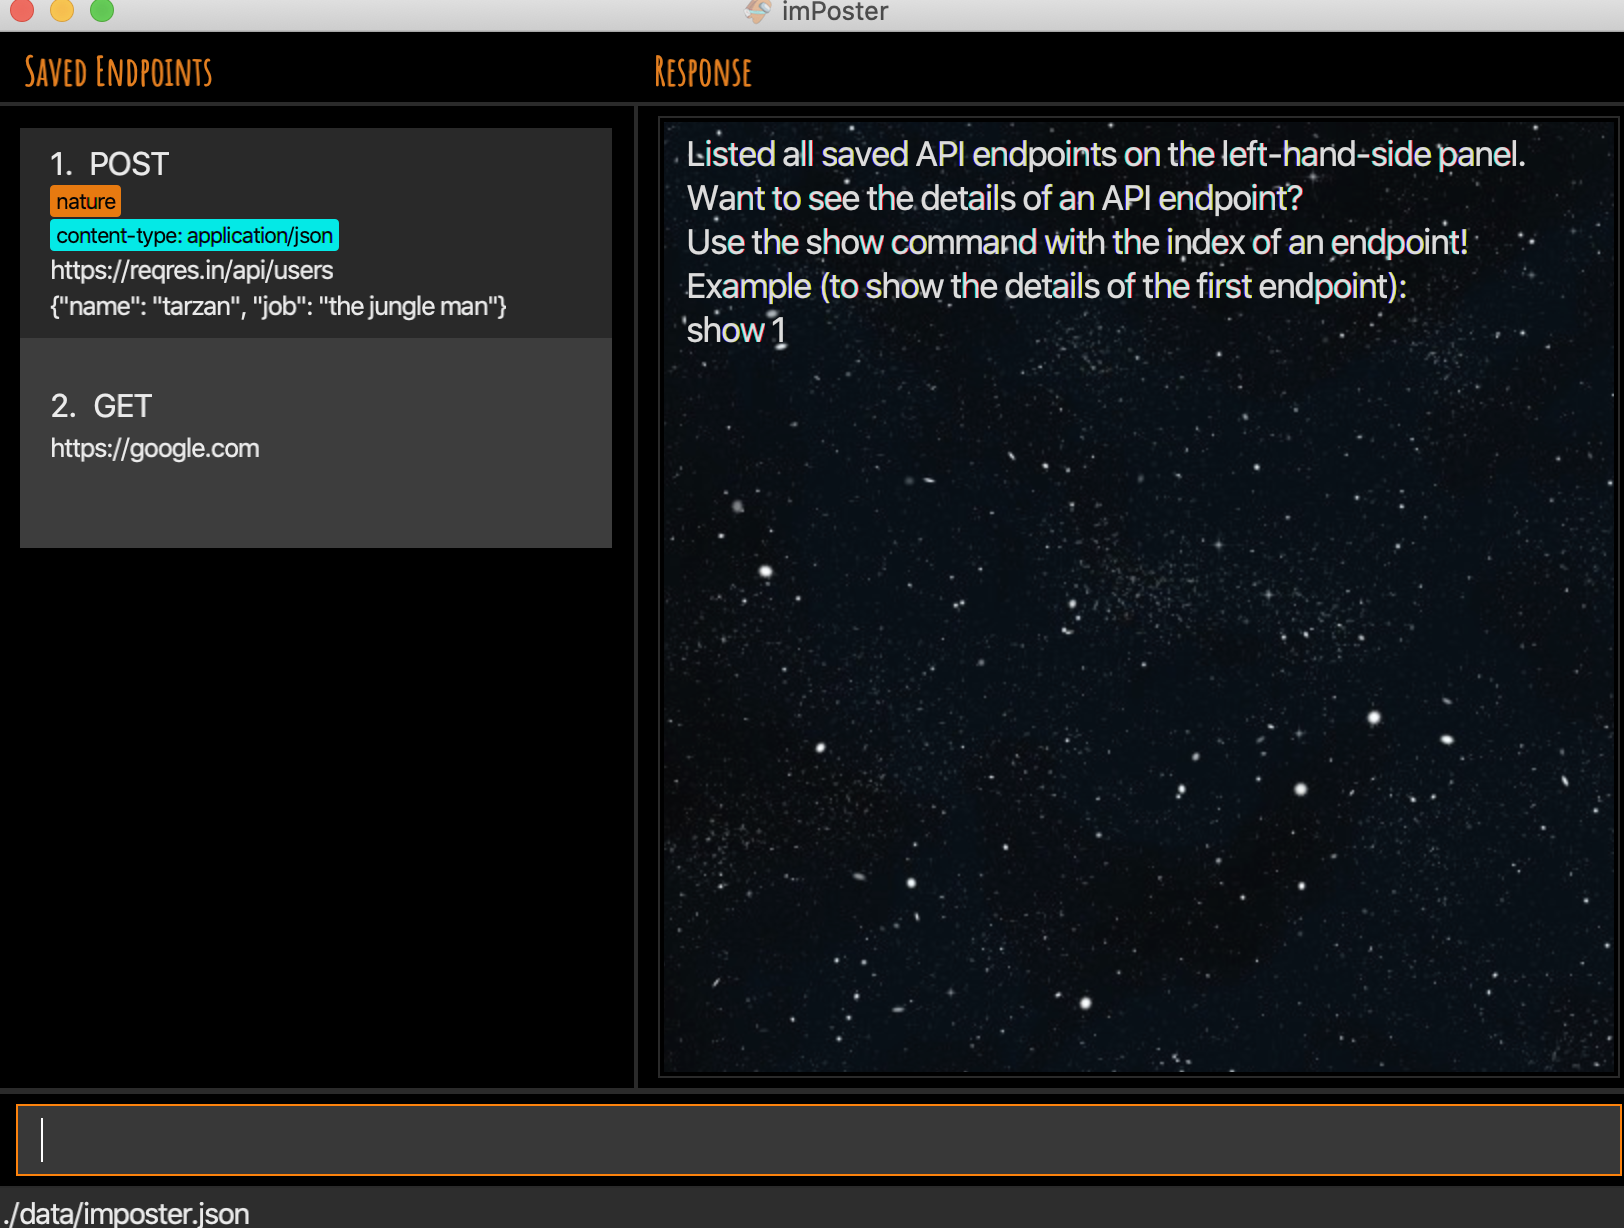 imPoster
Saved Endpoints
Response
1. POST
nature
content-type: application/json
https://reqres.in/api/users
{"name": "tarzan", "job": "the jungle man"}
2. GET
https://google.com
Listed all saved API endpoints on the left-hand-side panel.
Want to see the details of an API endpoint?
Use the show command with the index of an endpoint!
Example (to show the details of the first endpoint):
show 1
./data/imposter.json